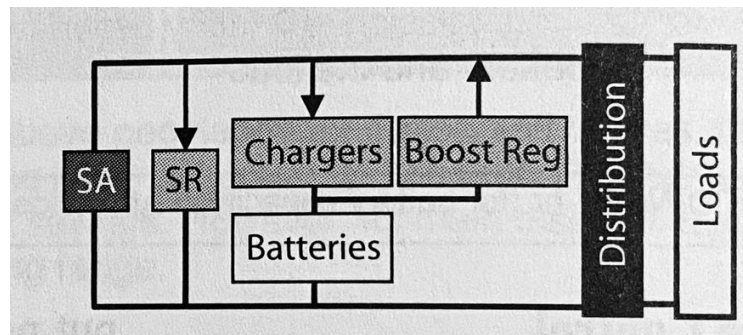 SA
SR
Chargers
Boost Reg
Batteries
Distribution
Loads